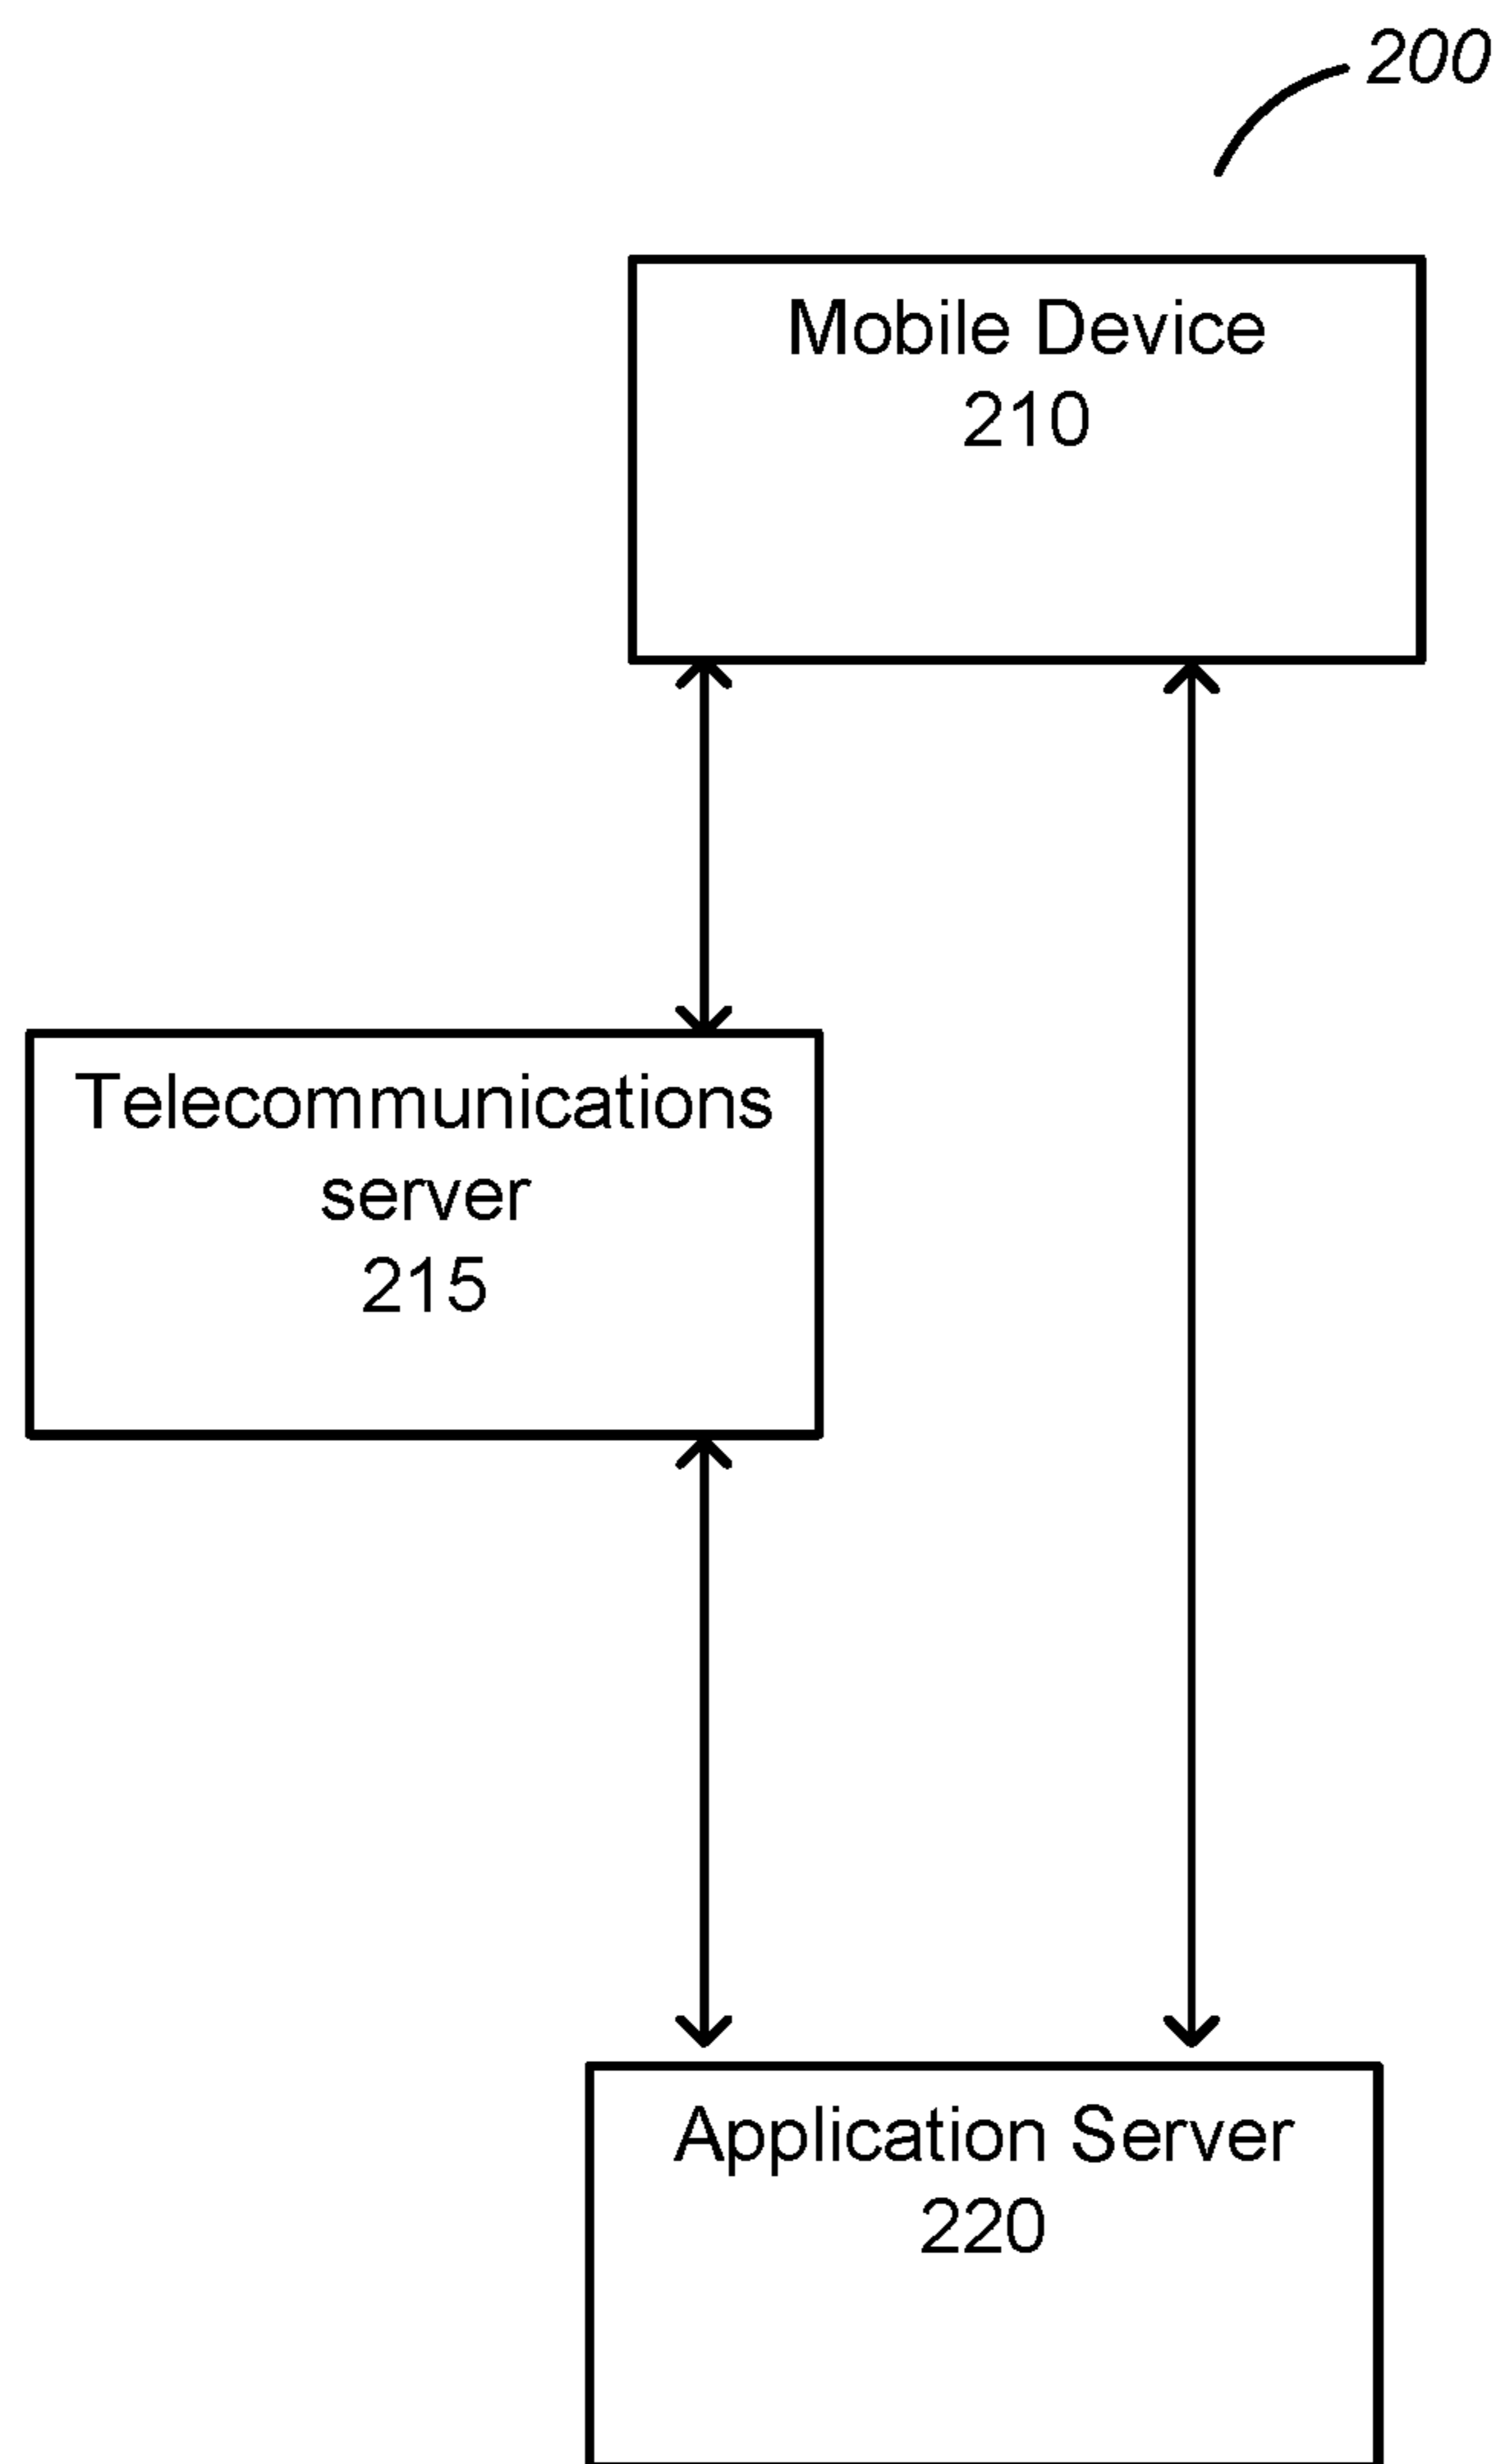 200
Mobile Device
210
Telecommunications
server
215
Application Server
220